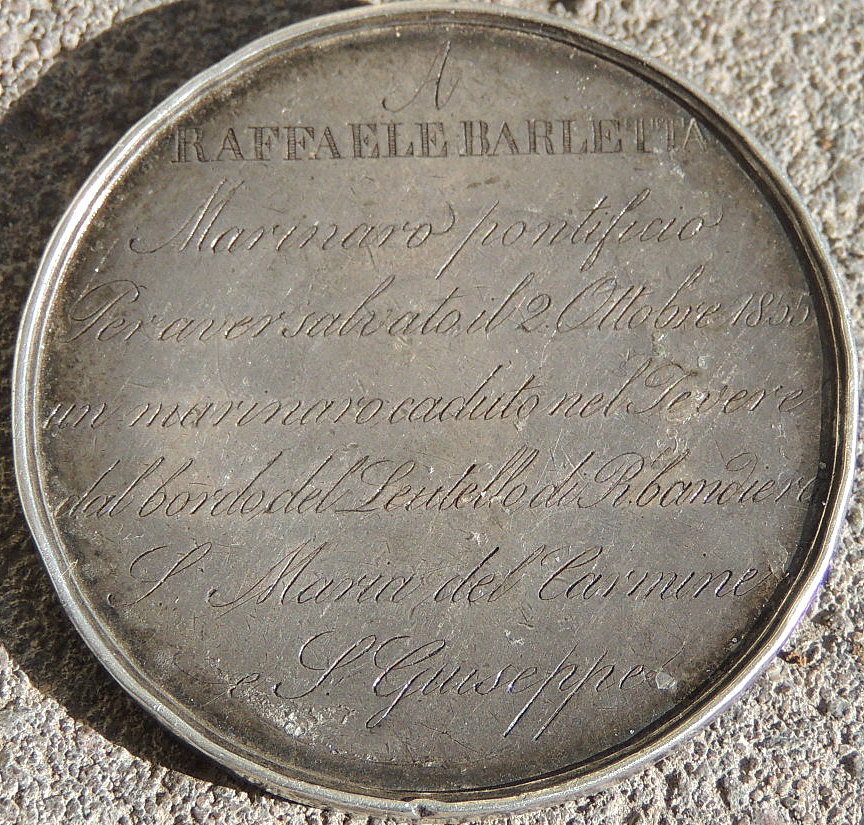 A
RAFFAELE BARLETTA
Marinaro pontificio
Per aver salvato il 2 Ottobre 1855
un marinaro caduto nel Tevere
dal bordo del Leutello di R. bandiera
S. Maria del Carmine
e S. Giuseppe